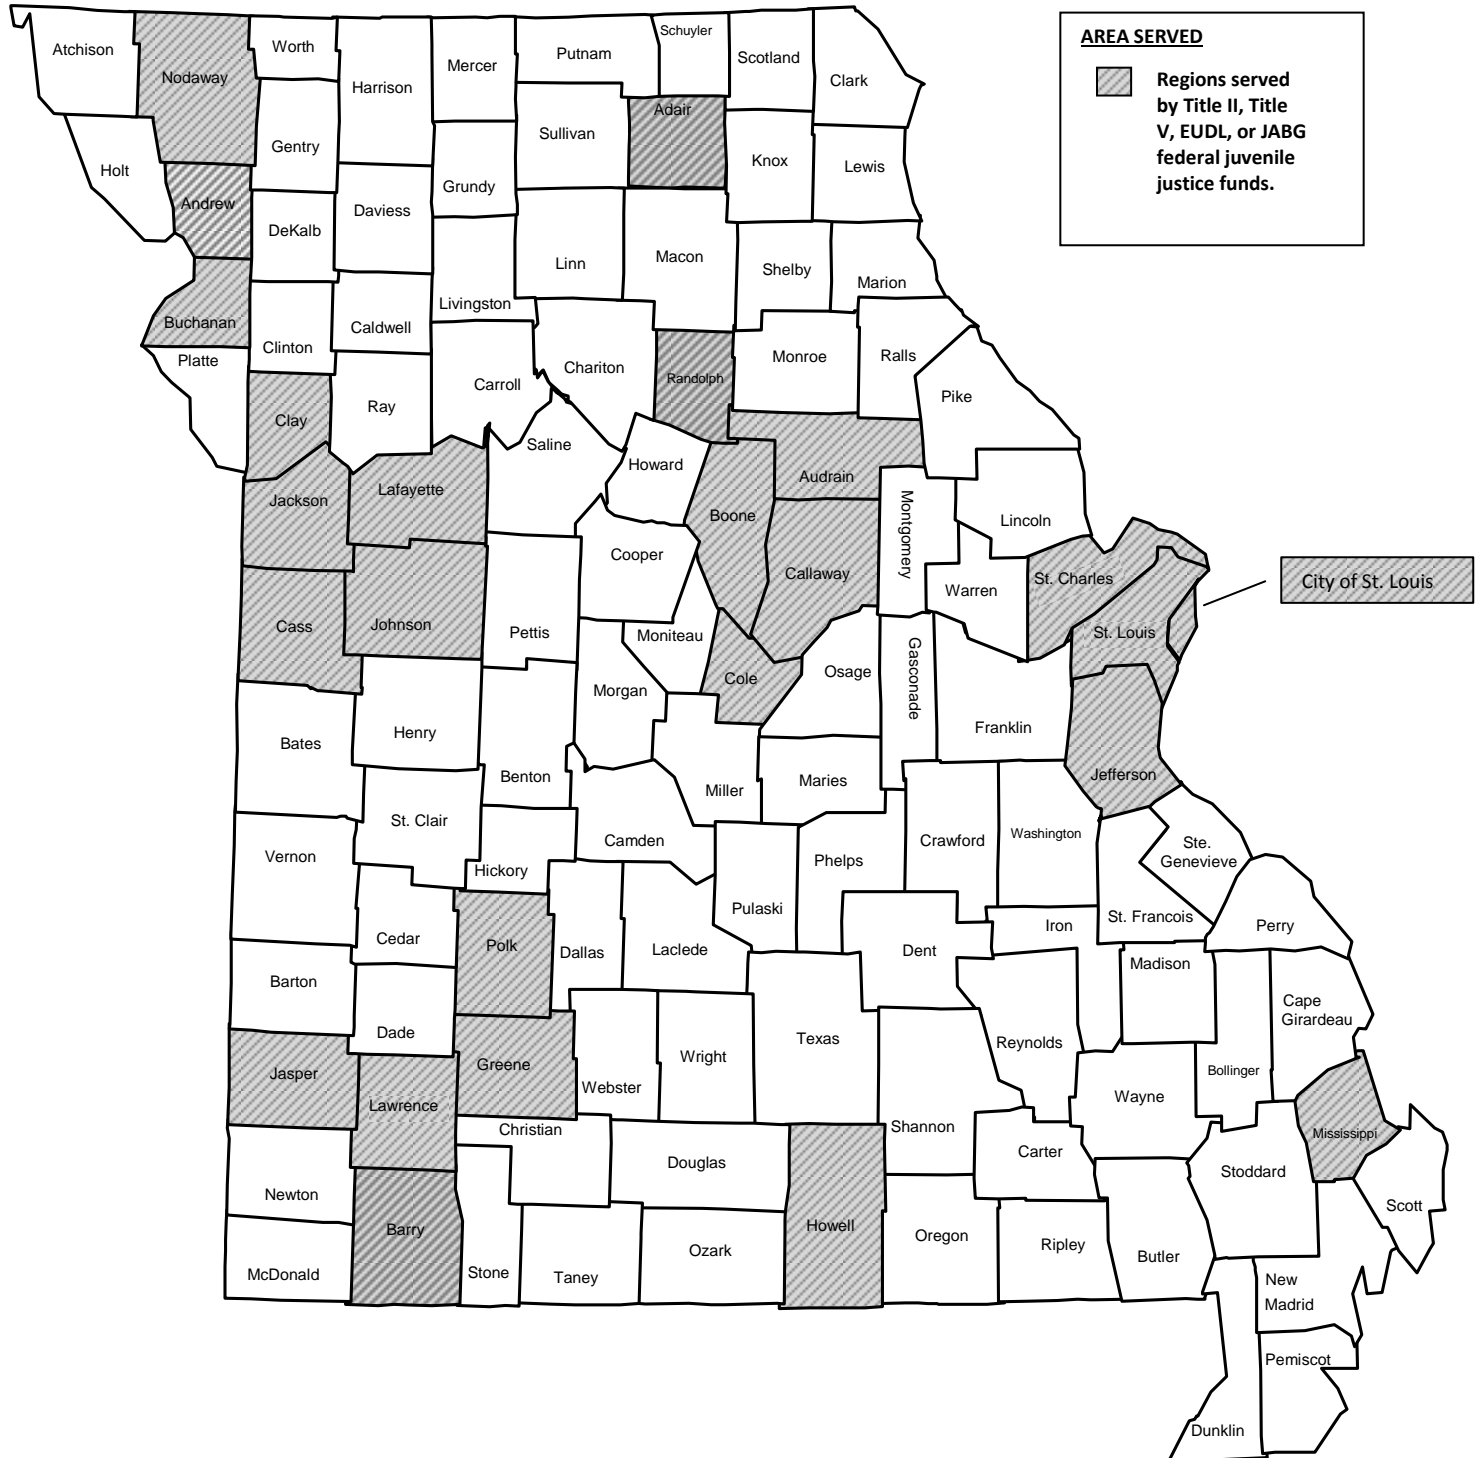 AREA SERVED
Regions served
by Title II, Title
V, EUDL, or JABG
federal juvenile
justice funds.
Atchison
Nodaway
Worth
Harrison
Mercer
Putnam
Schuyler
Scotland
Clark
Holt
Gentry
Sullivan
Adair
Knox
Lewis
Andrew
DeKalb
Daviess
Grundy
Linn
Macon
Shelby
Marion
Buchanan
Platte
Clinton
Caldwell
Livingston
Chariton
Randolph
Monroe
Ralls
Pike
Clay
Ray
Carroll
Saline
Howard
Audrain
Jackson
Lafayette
Boone
Montgomery
Lincoln
Cooper
Callaway
Warren
St. Charles
City of St. Louis
Cass
Johnson
Pettis
Moniteau
St. Louis
Morgan
Cole
Osage
Gasconade
Franklin
Bates
Henry
Benton
Miller
Maries
Jefferson
St. Clair
Camden
Phelps
Crawford
Washington
Ste.
Genevieve
Vernon
Hickory
Pulaski
St. Francois
Perry
Cedar
Polk
Dallas
Laclede
Dent
Iron
Madison
Barton
Dade
Cape
Girardeau
Jasper
Greene
Webster
Wright
Texas
Reynolds
Bollinger
Lawrence
Christian
Shannon
Wayne
Mississippi
Newton
Douglas
Carter
Stoddard
Scott
Barry
Howell
Oregon
Ripley
Butler
McDonald
Stone
Taney
Ozark
New
Madrid
Pemiscot
Dunklin